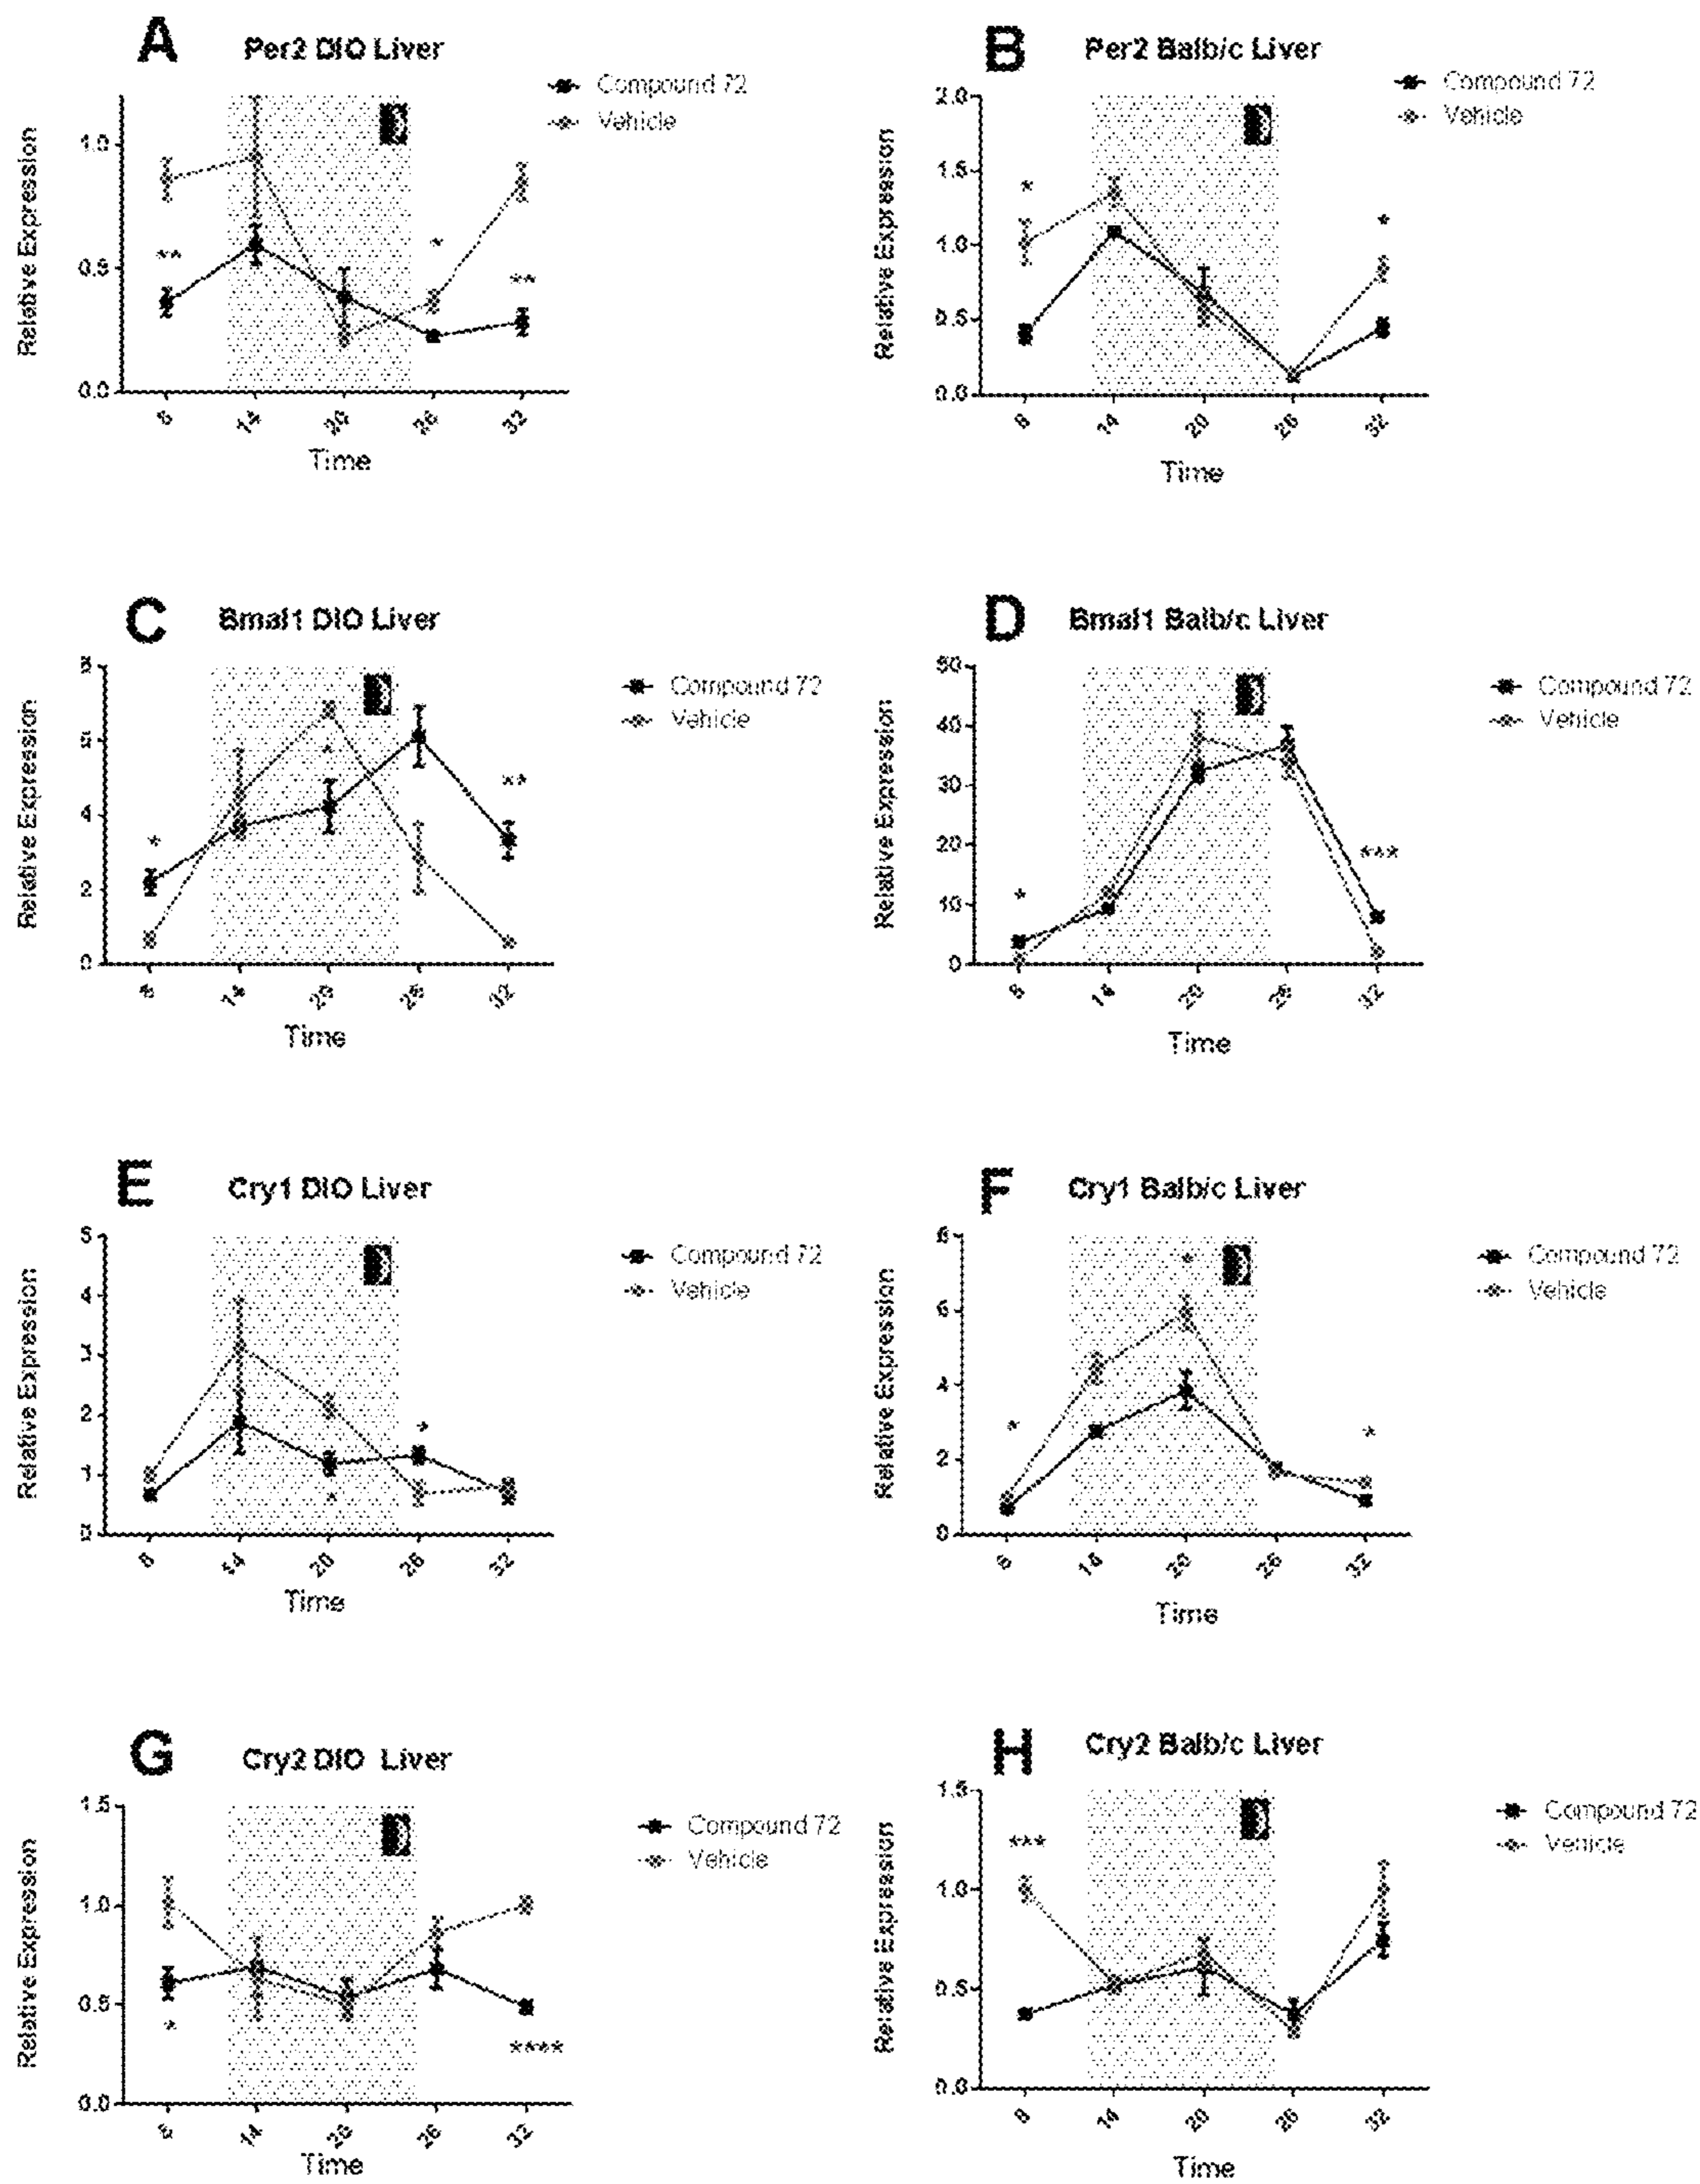 A
Per2 DIO Liver
Compound 72
Vehicle
Relative Expression
1.0
0.5
0.0
8
14
20
26
32
Time
**
*
**
B
Per2 Balb/c Liver
Compound 72
Vehicle
Relative Expression
2.0
1.5
1.0
0.5
0.0
8
14
20
26
32
Time
*
*
C
Bmal1 DIO Liver
Compound 72
Vehicle
Relative Expression
8
6
4
2
0
8
14
20
26
32
Time
*
*
**
D
Bmal1 Balb/c Liver
Compound 72
Vehicle
Relative Expression
50
40
30
20
10
0
8
14
20
26
32
Time
*
***
E
Cry1 DIO Liver
Compound 72
Vehicle
Relative Expression
5
4
3
2
1
0
8
14
20
26
32
Time
*
*
F
Cry1 Balb/c Liver
Compound 72
Vehicle
Relative Expression
8
6
4
2
0
8
14
20
26
32
Time
*
*
*
G
Cry2 DIO Liver
Compound 72
Vehicle
Relative Expression
1.5
1.0
0.5
0.0
8
14
20
26
32
Time
*
****
H
Cry2 Balb/c Liver
Compound 72
Vehicle
Relative Expression
1.5
1.0
0.5
0.0
8
14
20
26
32
Time
***